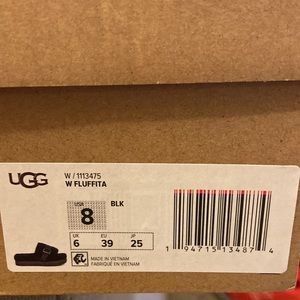 UGG
W / 1113475
W FLUFFITA
USA
8
BLK
UK EU JP
6 39 25
MADE IN VIETNAM
FABRIQUÉ EN VIETNAM
1 94715 13487 4